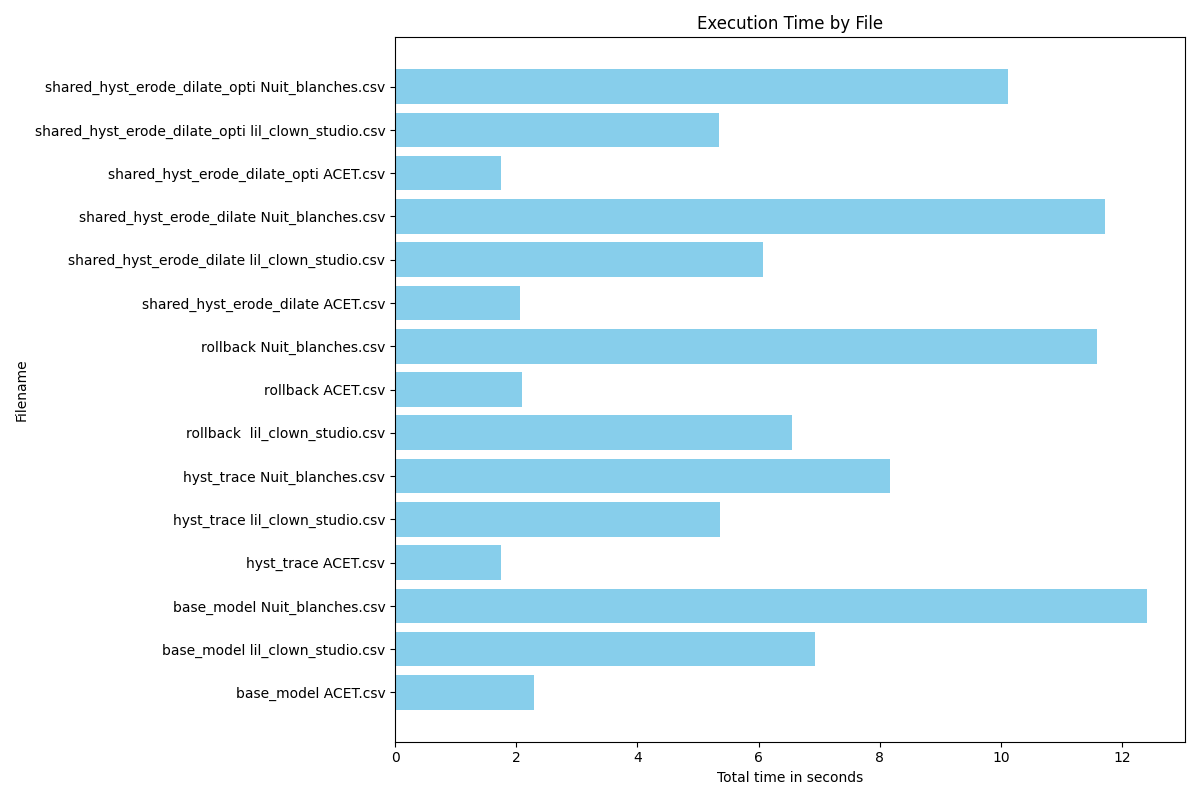 Execution Time by File
shared_hyst_erode_dilate_opti Nuit_blanches.csv
shared_hyst_erode_dilate_opti lil_clown_studio.csv
shared_hyst_erode_dilate_opti ACET.csv
shared_hyst_erode_dilate Nuit_blanches.csv
shared_hyst_erode_dilate lil_clown_studio.csv
shared_hyst_erode_dilate ACET.csv
rollback Nuit_blanches.csv
rollback ACET.csv
rollback  lil_clown_studio.csv
hyst_trace Nuit_blanches.csv
hyst_trace lil_clown_studio.csv
hyst_trace ACET.csv
base_model Nuit_blanches.csv
base_model lil_clown_studio.csv
base_model ACET.csv
Filename
0 2 4 6 8 10 12
Total time in seconds